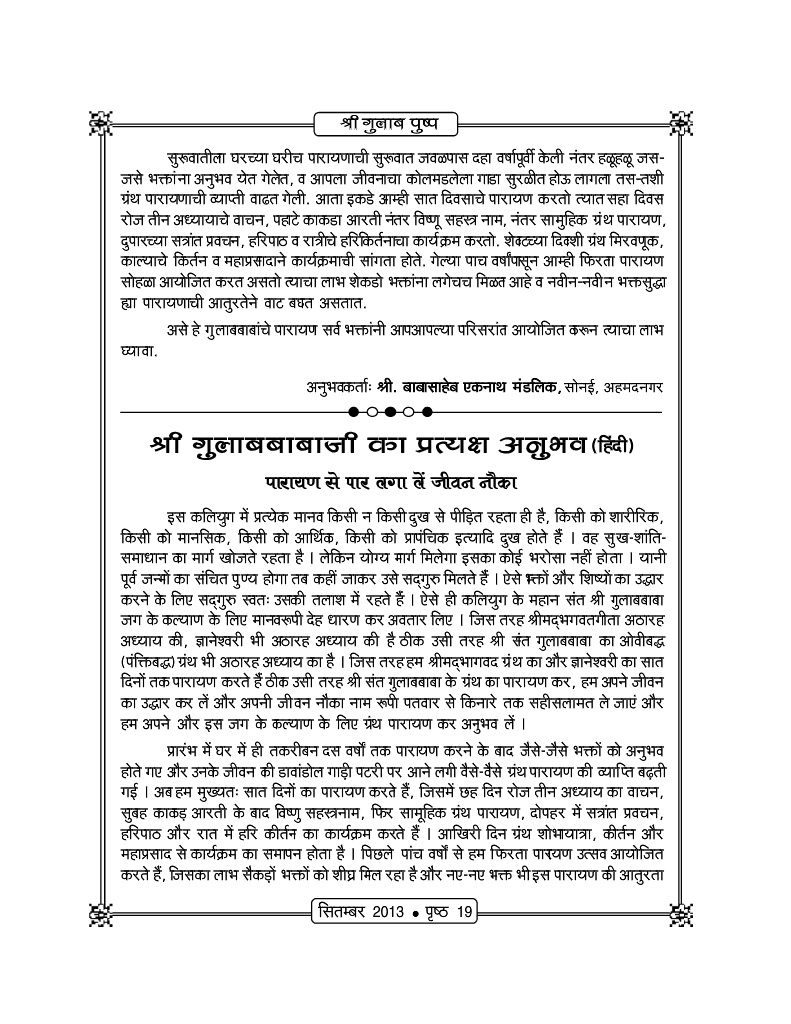 श्री गुलाब पुष्प
सुरूवातीला घरच्या घरीच पारायणाची सुरूवात जवळपास दहा वर्षापूर्वी केली नंतर हळूहळू जस-
जसे भक्तांना अनुभव येत गेलेत, व आपला जीवनाचा कोलमडलेला गाडा सुरळीत होऊ लागला तस-तशी
ग्रंथ पारायणाची व्याप्ती वाढत गेली. आता इकडे आम्ही सात दिवसाचे पारायण करतो त्यात सहा दिवस
रोज तीन अध्यायाचे वाचन, पहाटे काकडा आरती नंतर विष्णू सहस्त्र नाम, नंतर सामुहिक ग्रंथ पारायण,
दुपारच्या सत्रांत प्रवचन, हरिपाठ व रात्रीचे हरिकिर्तनाचा कार्यक्रम करतो. शेवटच्या दिवशी ग्रंथ मिरवणूक,
काल्याचे किर्तन व महाप्रसादाने कार्यक्रमाची सांगता होते. गेल्या पाच वर्षांपासून आम्ही फिरता पारायण
सोहळा आयोजित करत असतो त्याचा लाभ शेकडो भक्तांना लगेचच मिळत आहे व नवीन-नवीन भक्तसुद्धा
ह्या पारायणाची आतुरतेने वाट बघत असतात.
असे हे गुलाबबाबांचे पारायण सर्व भक्तांनी आपआपल्या परिसरांत आयोजित करून त्याचा लाभ
घ्यावा.
अनुभवकर्ताः श्री. बाबासाहेब एकनाथ मंडलिक, सोनई, अहमदनगर
श्री गुलाबबाबाजी का प्रत्यक्ष अनुभव (हिंदी)
पारायण से पार लगा लें जीवन नौका
इस कलियुग में प्रत्येक मानव किसी न किसी दुख से पीड़ित रहता ही है, किसी को शारीरिक,
किसी को मानसिक, किसी को आर्थिक, किसी को प्रापंचिक इत्यादि दुख होते हैं । वह सुख-शांति-
समाधान का मार्ग खोजते रहता है । लेकिन योग्य मार्ग मिलेगा इसका कोई भरोसा नहीं होता । यानी
पूर्व जन्मों का संचित पुण्य होगा तब कहीं जाकर उसे सद्‌गुरु मिलते हैं । ऐसे भक्तों और शिष्यों का उद्धार
करने के लिए सद्‌गुरु स्वतः उसकी तलाश में रहते हैं । ऐसे ही कलियुग के महान संत श्री गुलाबबाबा
जग के कल्याण के लिए मानवरूपी देह धारण कर अवतार लिए । जिस तरह श्रीमद्‌भगवतगीता अठारह
अध्याय की, ज्ञानेश्वरी भी अठारह अध्याय की है ठीक उसी तरह श्री संत गुलाबबाबा का ओवीबद्ध
(पंक्तिबद्ध) ग्रंथ भी अठारह अध्याय का है । जिस तरह हम श्रीमद्‌भागवद ग्रंथ का और ज्ञानेश्वरी का सात
दिनों तक पारायण करते हैं ठीक उसी तरह श्री संत गुलाबबाबा के ग्रंथ का पारायण कर, हम अपने जीवन
का उद्धार कर लें और अपनी जीवन नौका नाम रूपी पतवार से किनारे तक सहीसलामत ले जाएं और
हम अपने और इस जग के कल्याण के लिए ग्रंथ पारायण कर अनुभव लें ।
प्रारंभ में घर में ही तकरीबन दस वर्षों तक पारायण करने के बाद जैसे-जैसे भक्तों को अनुभव
होते गए और उनके जीवन की डावांडोल गाड़ी पटरी पर आने लगी वैसे-वैसे ग्रंथ पारायण की व्याप्ति बढ़ती
गई । अब हम मुख्यतः सात दिनों का पारायण करते हैं, जिसमें छह दिन रोज तीन अध्याय का वाचन,
सुबह काकड़ आरती के बाद विष्णु सहस्त्रनाम, फिर सामूहिक ग्रंथ पारायण, दोपहर में सत्रांत प्रवचन,
हरिपाठ और रात में हरि कीर्तन का कार्यक्रम करते हैं । आखिरी दिन ग्रंथ शोभायात्रा, कीर्तन और
महाप्रसाद से कार्यक्रम का समापन होता है । पिछले पांच वर्षों से हम फिरता पारायण उत्सव आयोजित
करते हैं, जिसका लाभ सैकड़ों भक्तों को शीघ्र मिल रहा है और नए-नए भक्त भी इस पारायण की आतुरता
सितम्बर 2013 ● पृष्ठ 19